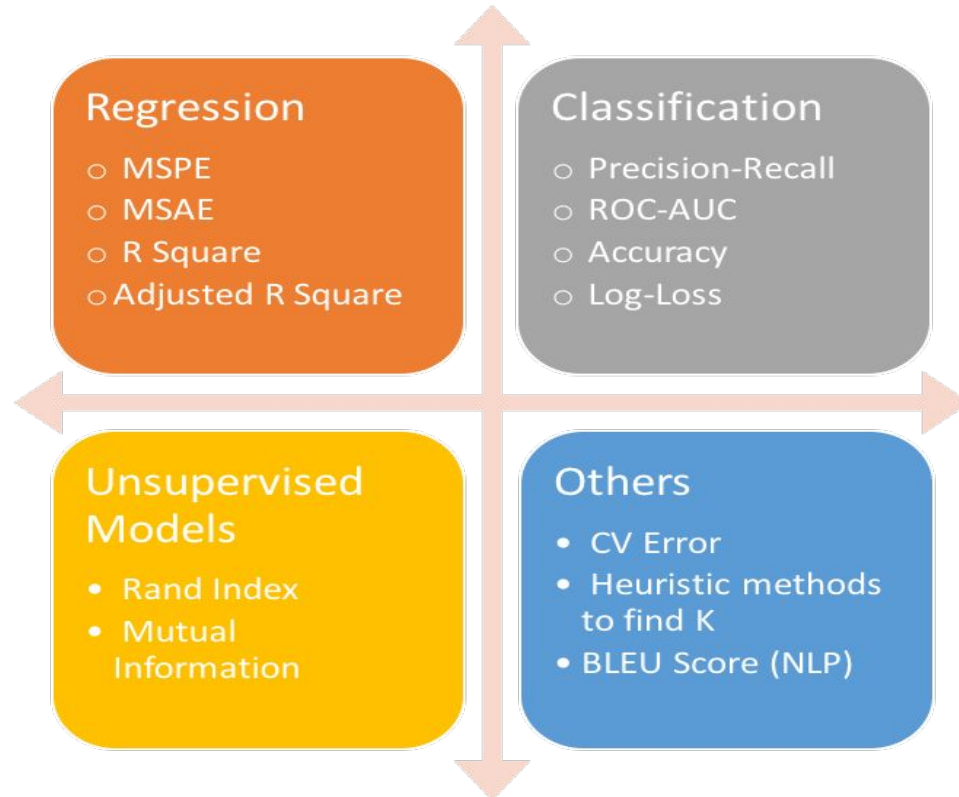 Regression
○ MSPE
○ MSAE
○ R Square
○ Adjusted R Square
Classification
○ Precision-Recall
○ ROC-AUC
○ Accuracy
○ Log-Loss
Unsupervised
Models
• Rand Index
• Mutual
Information
Others
• CV Error
• Heuristic methods
to find K
• BLEU Score (NLP)